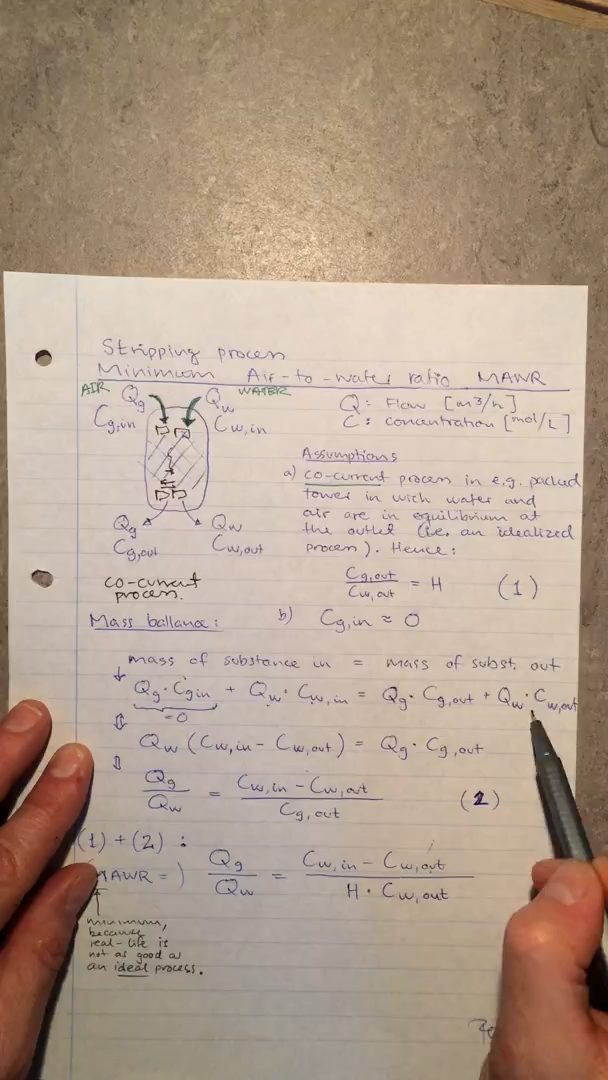 Stripping process
Minimum Air-to-water ratio MAWR
AIR Qg Qw WATER
Cg,in Cw,in
Q: Flow [m3/h]
C: concentration [mol/L]
Assumptions
a) co-current process in e.g. packed
tower in wich water and
air are in equilibrium at
the outlet (i.e. an idealized
process). Hence:
Qg Qw
Cg,out Cw,out
co-current
process.
Cg,out / Cw,out = H (1)
Mass ballance:
b) Cg,in ≈ 0
mass of substance in = mass of subst. out
↓ Qg · Cgin + Qw · Cw,in = Qg · Cg,out + Qw · Cw,out
= 0
⇕ Qw (Cw,in - Cw,out) = Qg · Cg,out
⇕ Qg / Qw = Cw,in - Cw,out / Cg,out (2)
(1) + (2) :
MAWR = ) Qg / Qw = Cw,in - Cw,out / H · Cw,out
minimum,
because
real-life is
not as good as
an ideal process.